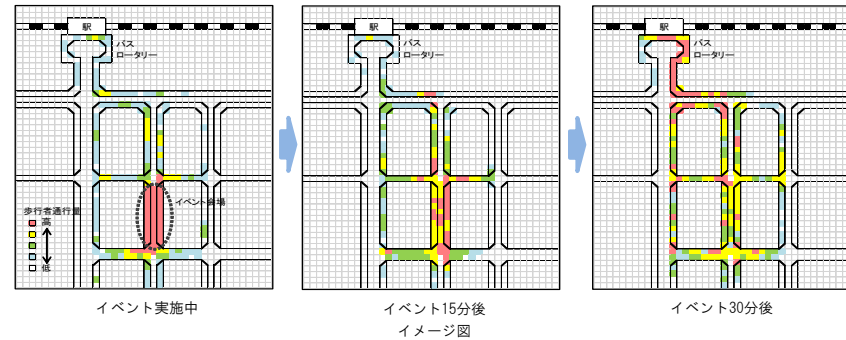 駅
バス
ロータリー
イベント会場
歩行者通行量
高
低
イベント実施中
駅
バス
ロータリー
イベント15分後
イメージ図
駅
バス
ロータリー
イベント30分後